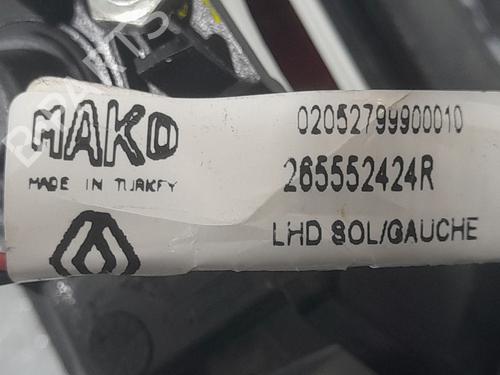 MAKO
MADE IN TURKEY
02052799900010
265552424R
LHD SOL/GAUCHE